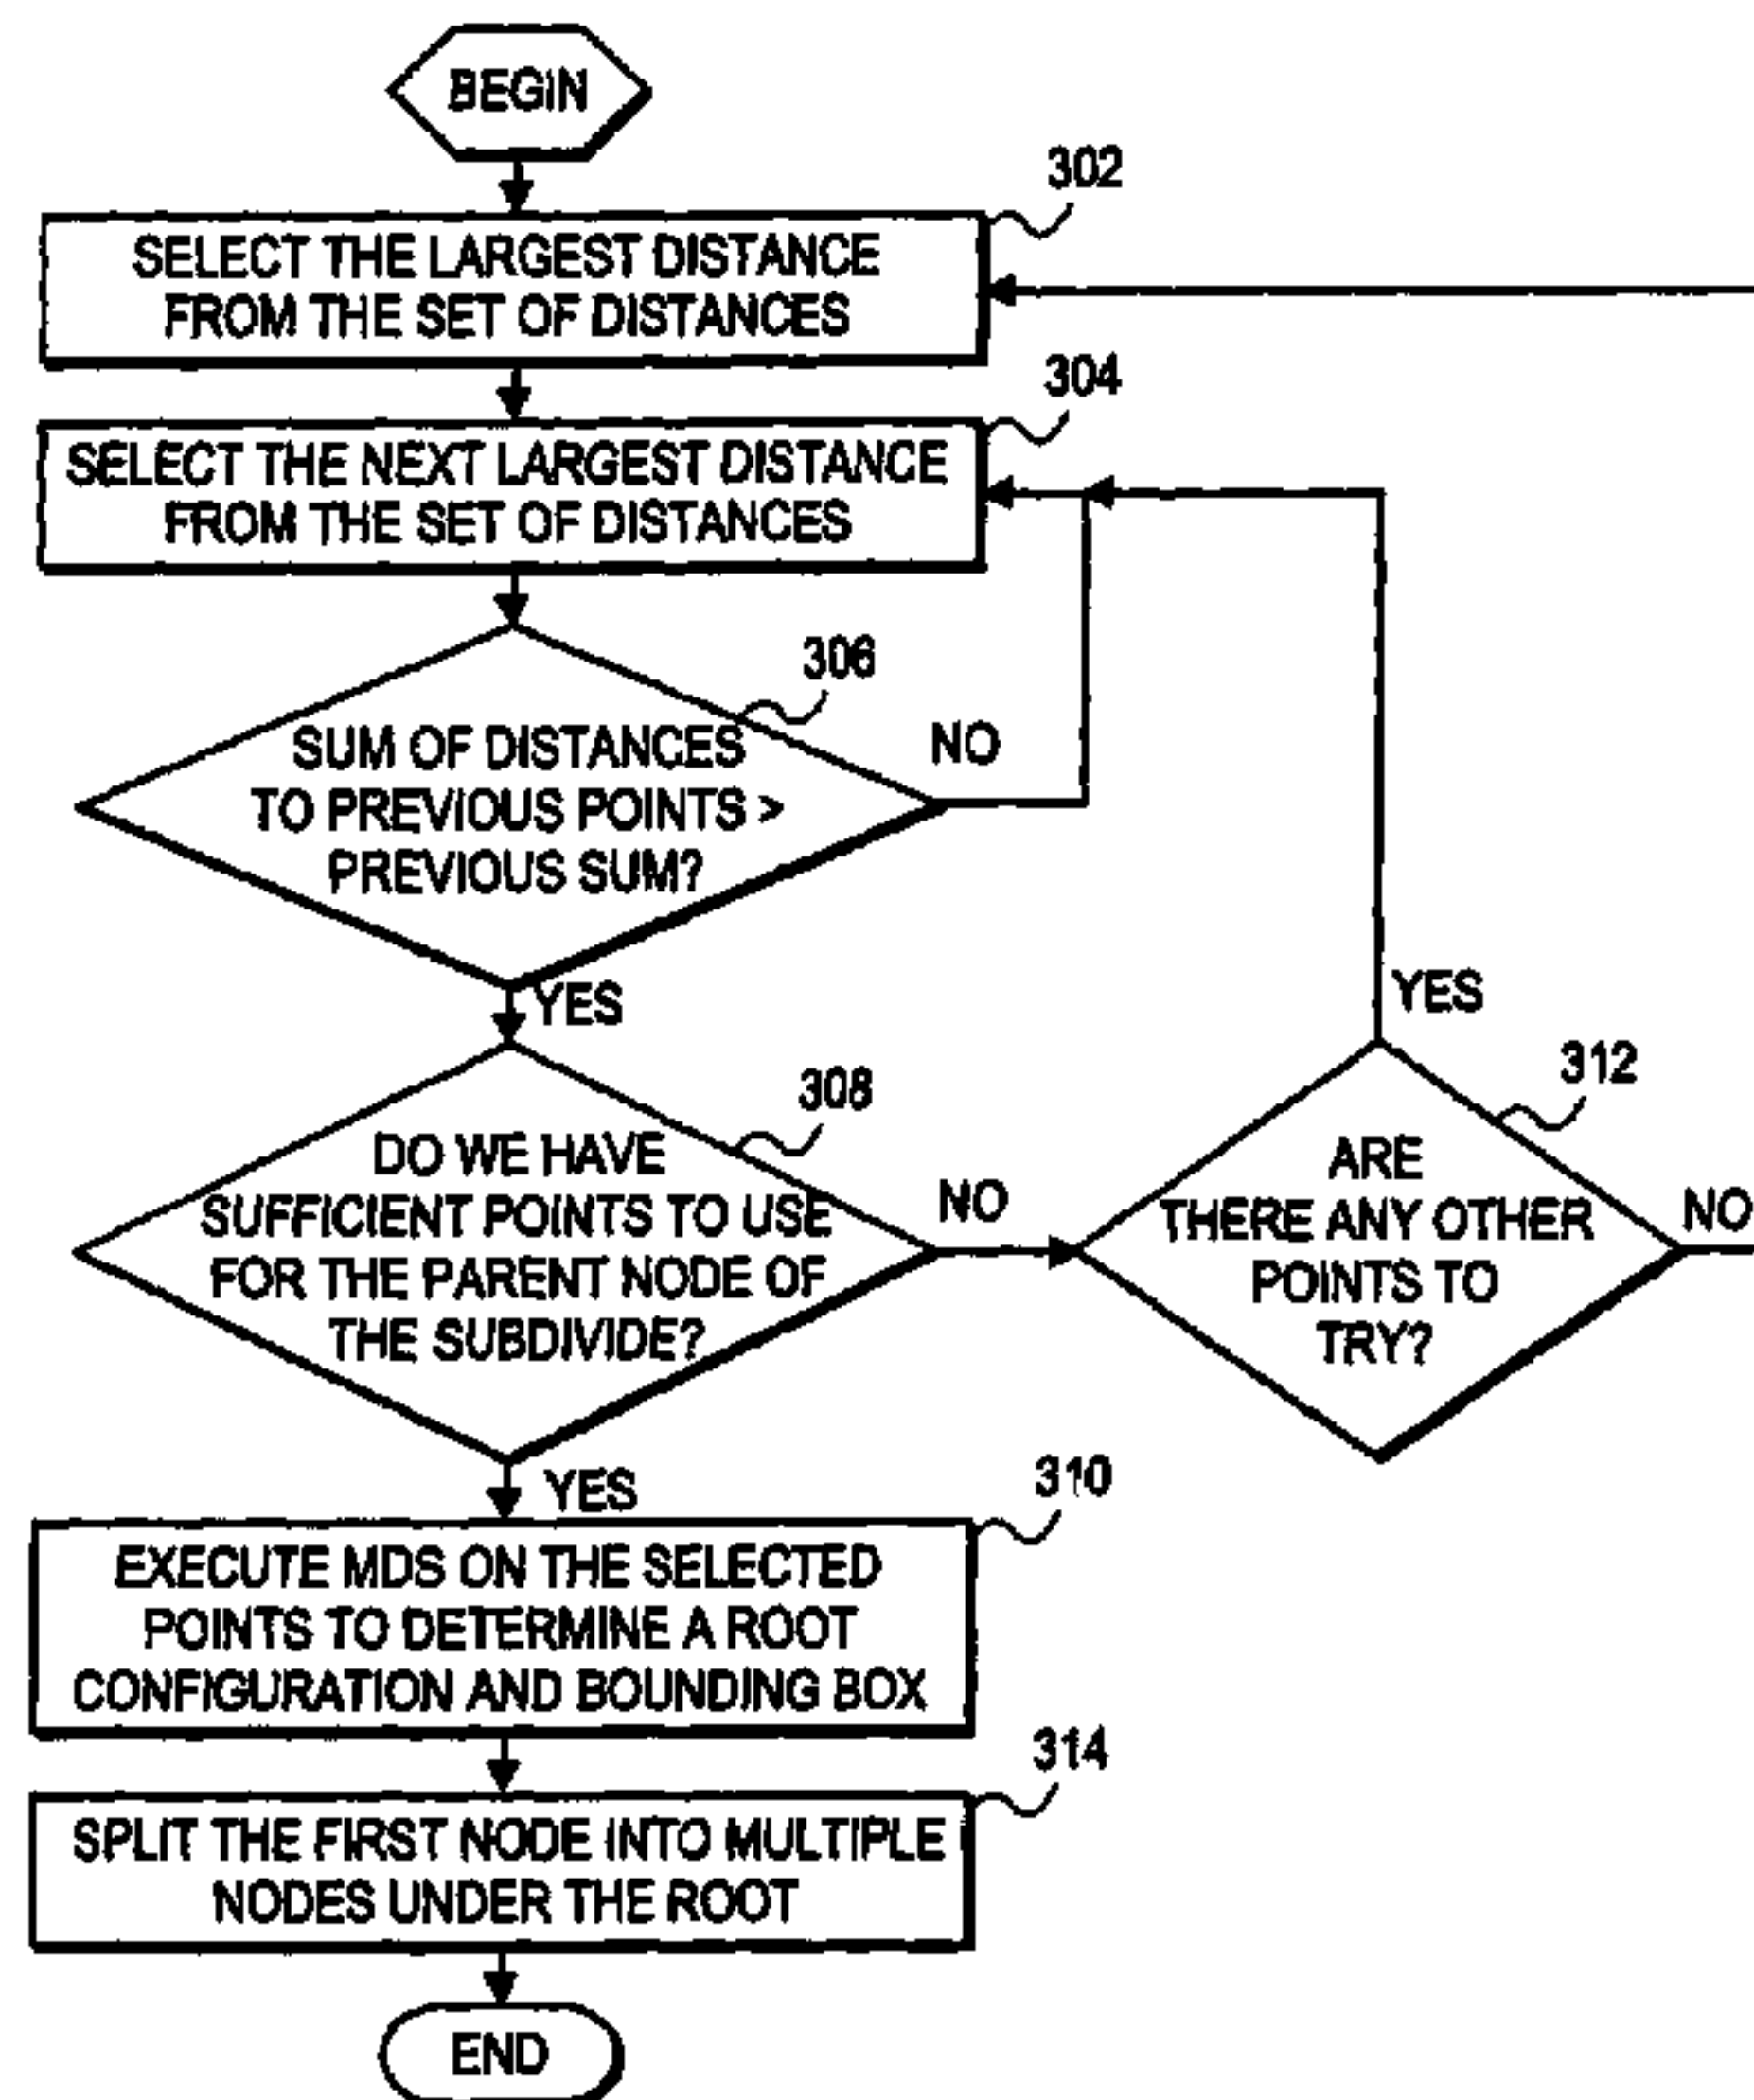 BEGIN
302
SELECT THE LARGEST DISTANCE
FROM THE SET OF DISTANCES
304
SELECT THE NEXT LARGEST DISTANCE
FROM THE SET OF DISTANCES
306
SUM OF DISTANCES
TO PREVIOUS POINTS >
PREVIOUS SUM?
NO
YES
308
DO WE HAVE
SUFFICIENT POINTS TO USE
FOR THE PARENT NODE OF
THE SUBDIVIDE?
NO
YES
312
ARE
THERE ANY OTHER
POINTS TO
TRY?
YES
NO
310
EXECUTE MDS ON THE SELECTED
POINTS TO DETERMINE A ROOT
CONFIGURATION AND BOUNDING BOX
314
SPLIT THE FIRST NODE INTO MULTIPLE
NODES UNDER THE ROOT
END